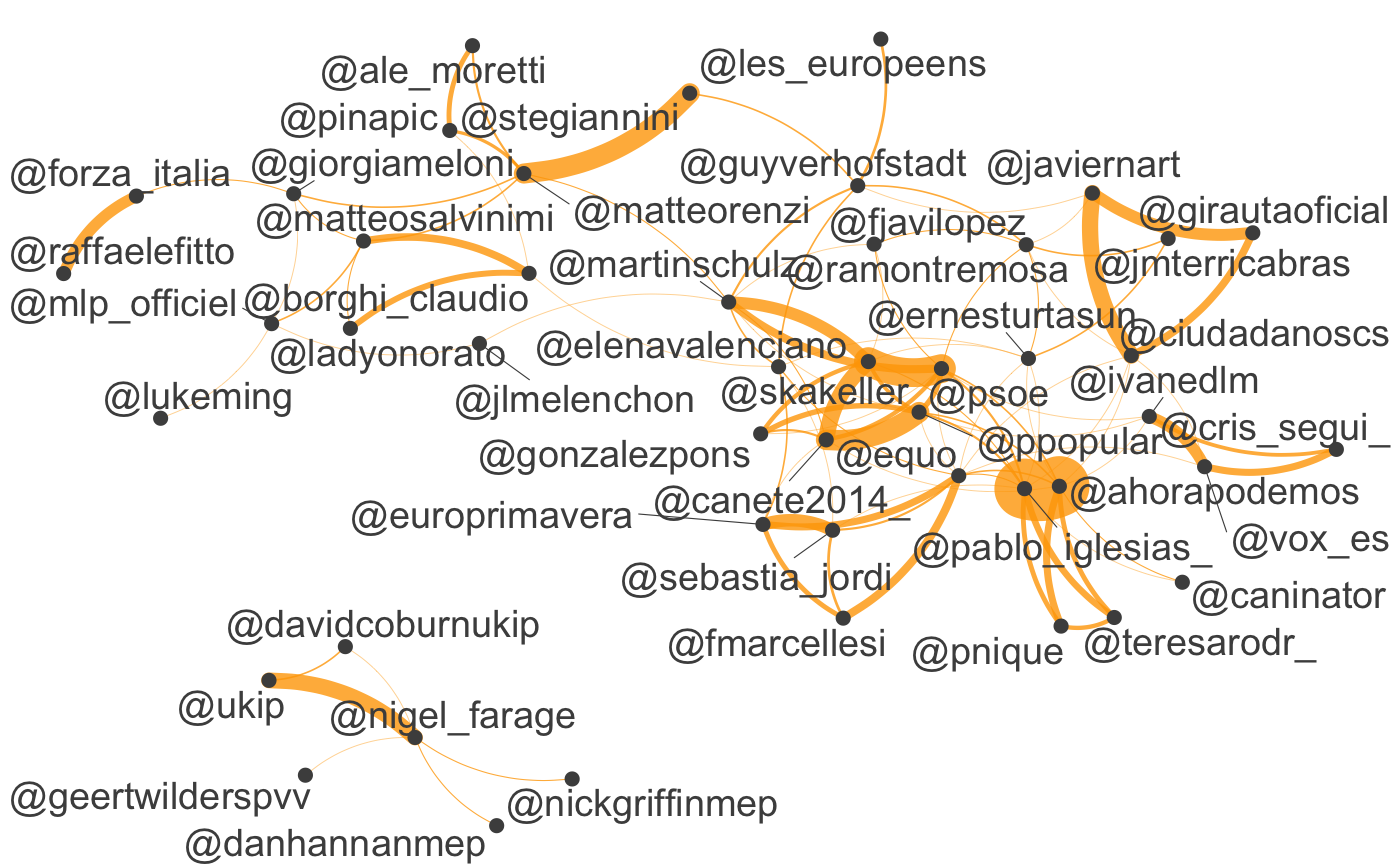 @les_europeens
@ale_moretti
@pinapic
@stegiannini
@giorgiameloni
@guyverhofstadt
@javiernart
@forza_italia
@matteosalvinimi
@matteorenzi
@fjavilopez
@girautaoficial
@raffaelefitto
@martinschulz
@ramontremosa
@jmterricabras
@mlp_officiel
@borghi_claudio
@ernesturtasun
@ciudadanoscs
@ladyonorato
@elenavalenciano
@lukeming
@jlmelenchon
@skakeller
@psoe
@ivanedlm
@gonzalezpons
@equo
@ppopular
@cris_segui_
@europrimavera
@canete2014_
@ahorapodemos
@sebastia_jordi
@pablo_iglesias_
@vox_es
@caninator
@fmarcellesi
@pnique
@teresarodr_
@davidcoburnukip
@ukip
@nigel_farage
@geertwilderspvv
@nickgriffinmep
@danhannanmep